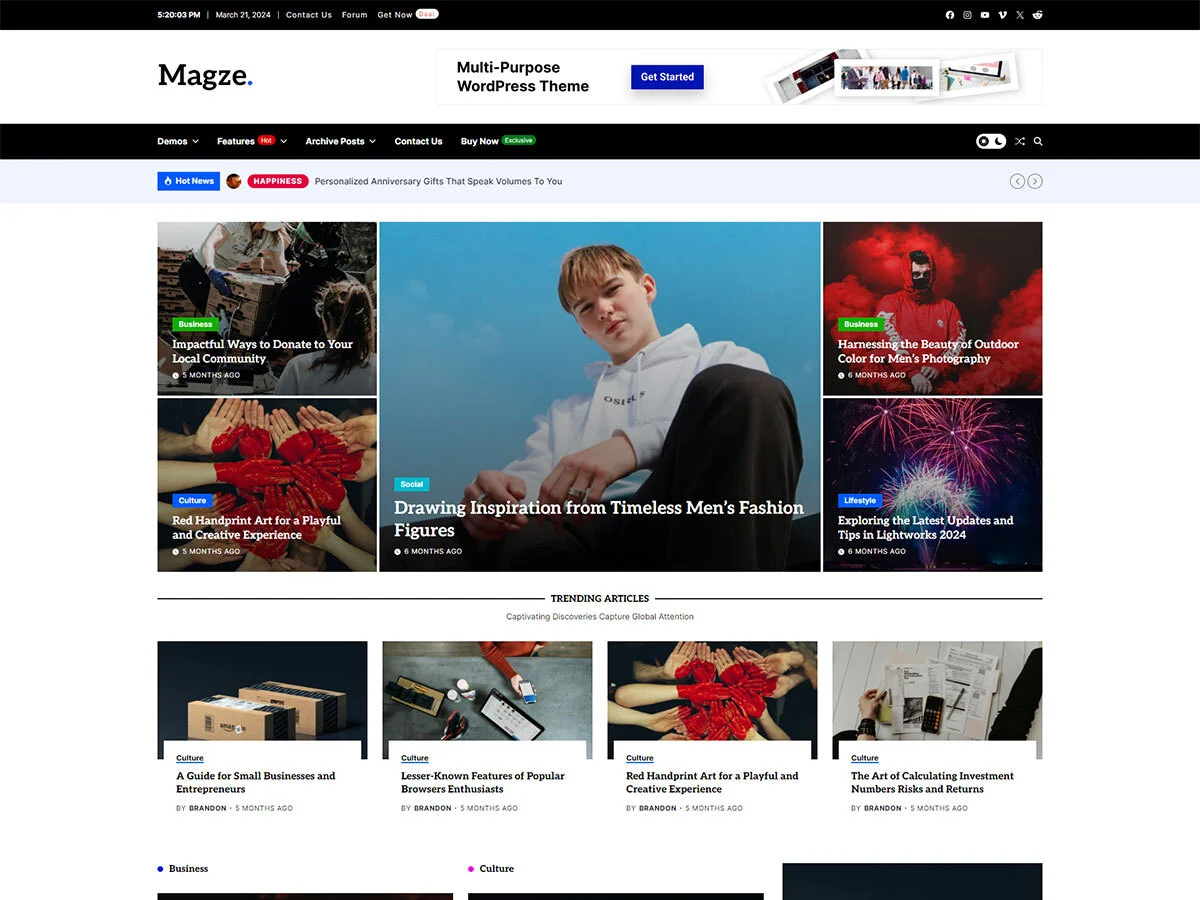 5:20:03 PM | March 21, 2024 | Contact Us Forum Get Now Deal
Magze.
Multi-Purpose
WordPress Theme
Get Started
Demos Features Hot Archive Posts Contact Us Buy Now Exclusive
Hot News HAPPINESS Personalized Anniversary Gifts That Speak Volumes To You
Business
Impactful Ways to Donate to Your
Local Community
5 MONTHS AGO
Culture
Red Handprint Art for a Playful
and Creative Experience
5 MONTHS AGO
Social
Drawing Inspiration from Timeless Men's Fashion
Figures
6 MONTHS AGO
Business
Harnessing the Beauty of Outdoor
Color for Men's Photography
6 MONTHS AGO
Lifestyle
Exploring the Latest Updates and
Tips in Lightworks 2024
6 MONTHS AGO
TRENDING ARTICLES
Captivating Discoveries Capture Global Attention
amazon
Culture
A Guide for Small Businesses and
Entrepreneurs
BY BRANDON · 5 MONTHS AGO
Culture
Lesser-Known Features of Popular
Browsers Enthusiasts
BY BRANDON · 5 MONTHS AGO
Culture
Red Handprint Art for a Playful and
Creative Experience
BY BRANDON · 5 MONTHS AGO
Culture
The Art of Calculating Investment
Numbers Risks and Returns
BY BRANDON · 5 MONTHS AGO
Business
Culture